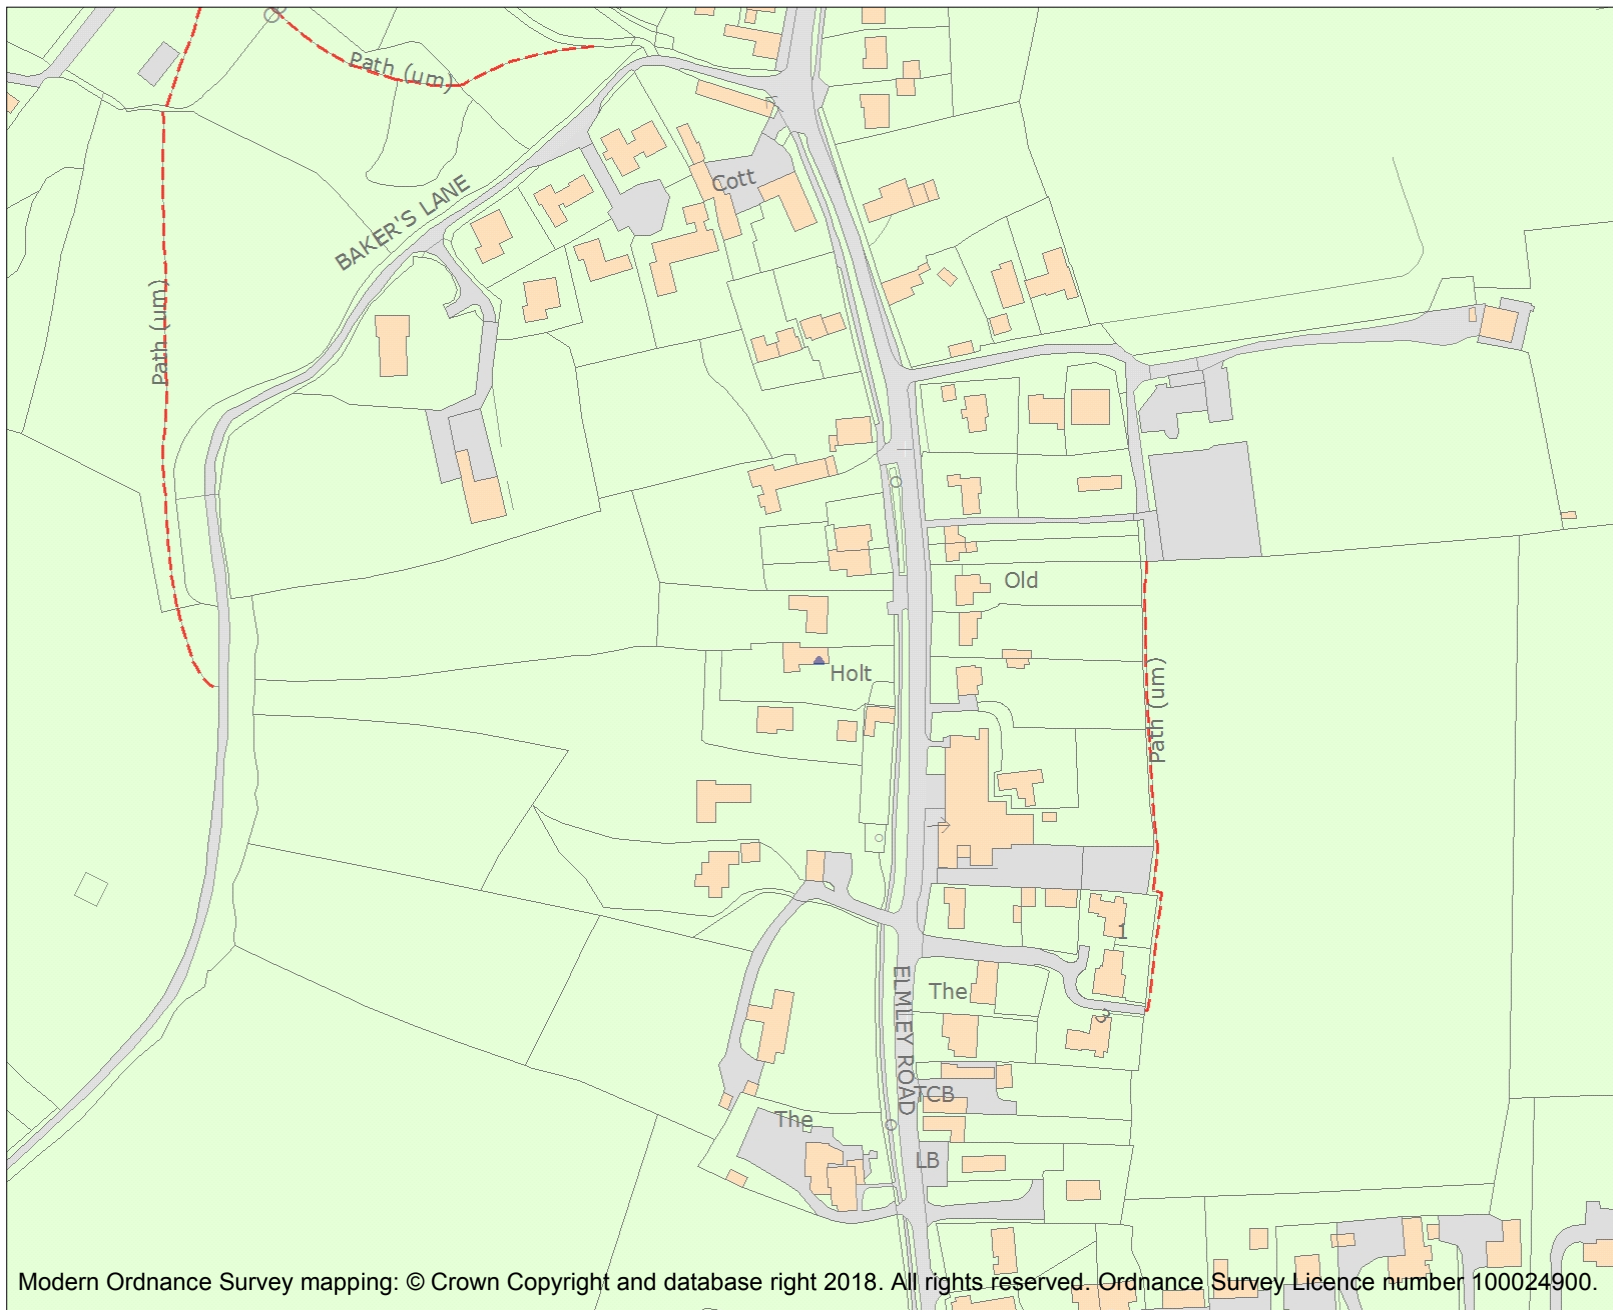 Path (um)
Cott
BAKER'S LANE
Path (um)
Old
Holt
Path (um)
1
The
3
ELMLEY ROAD
TCB
The
LB
Modern Ordnance Survey mapping: © Crown Copyright and database right 2018. All rights reserved. Ordnance Survey Licence number 100024900.